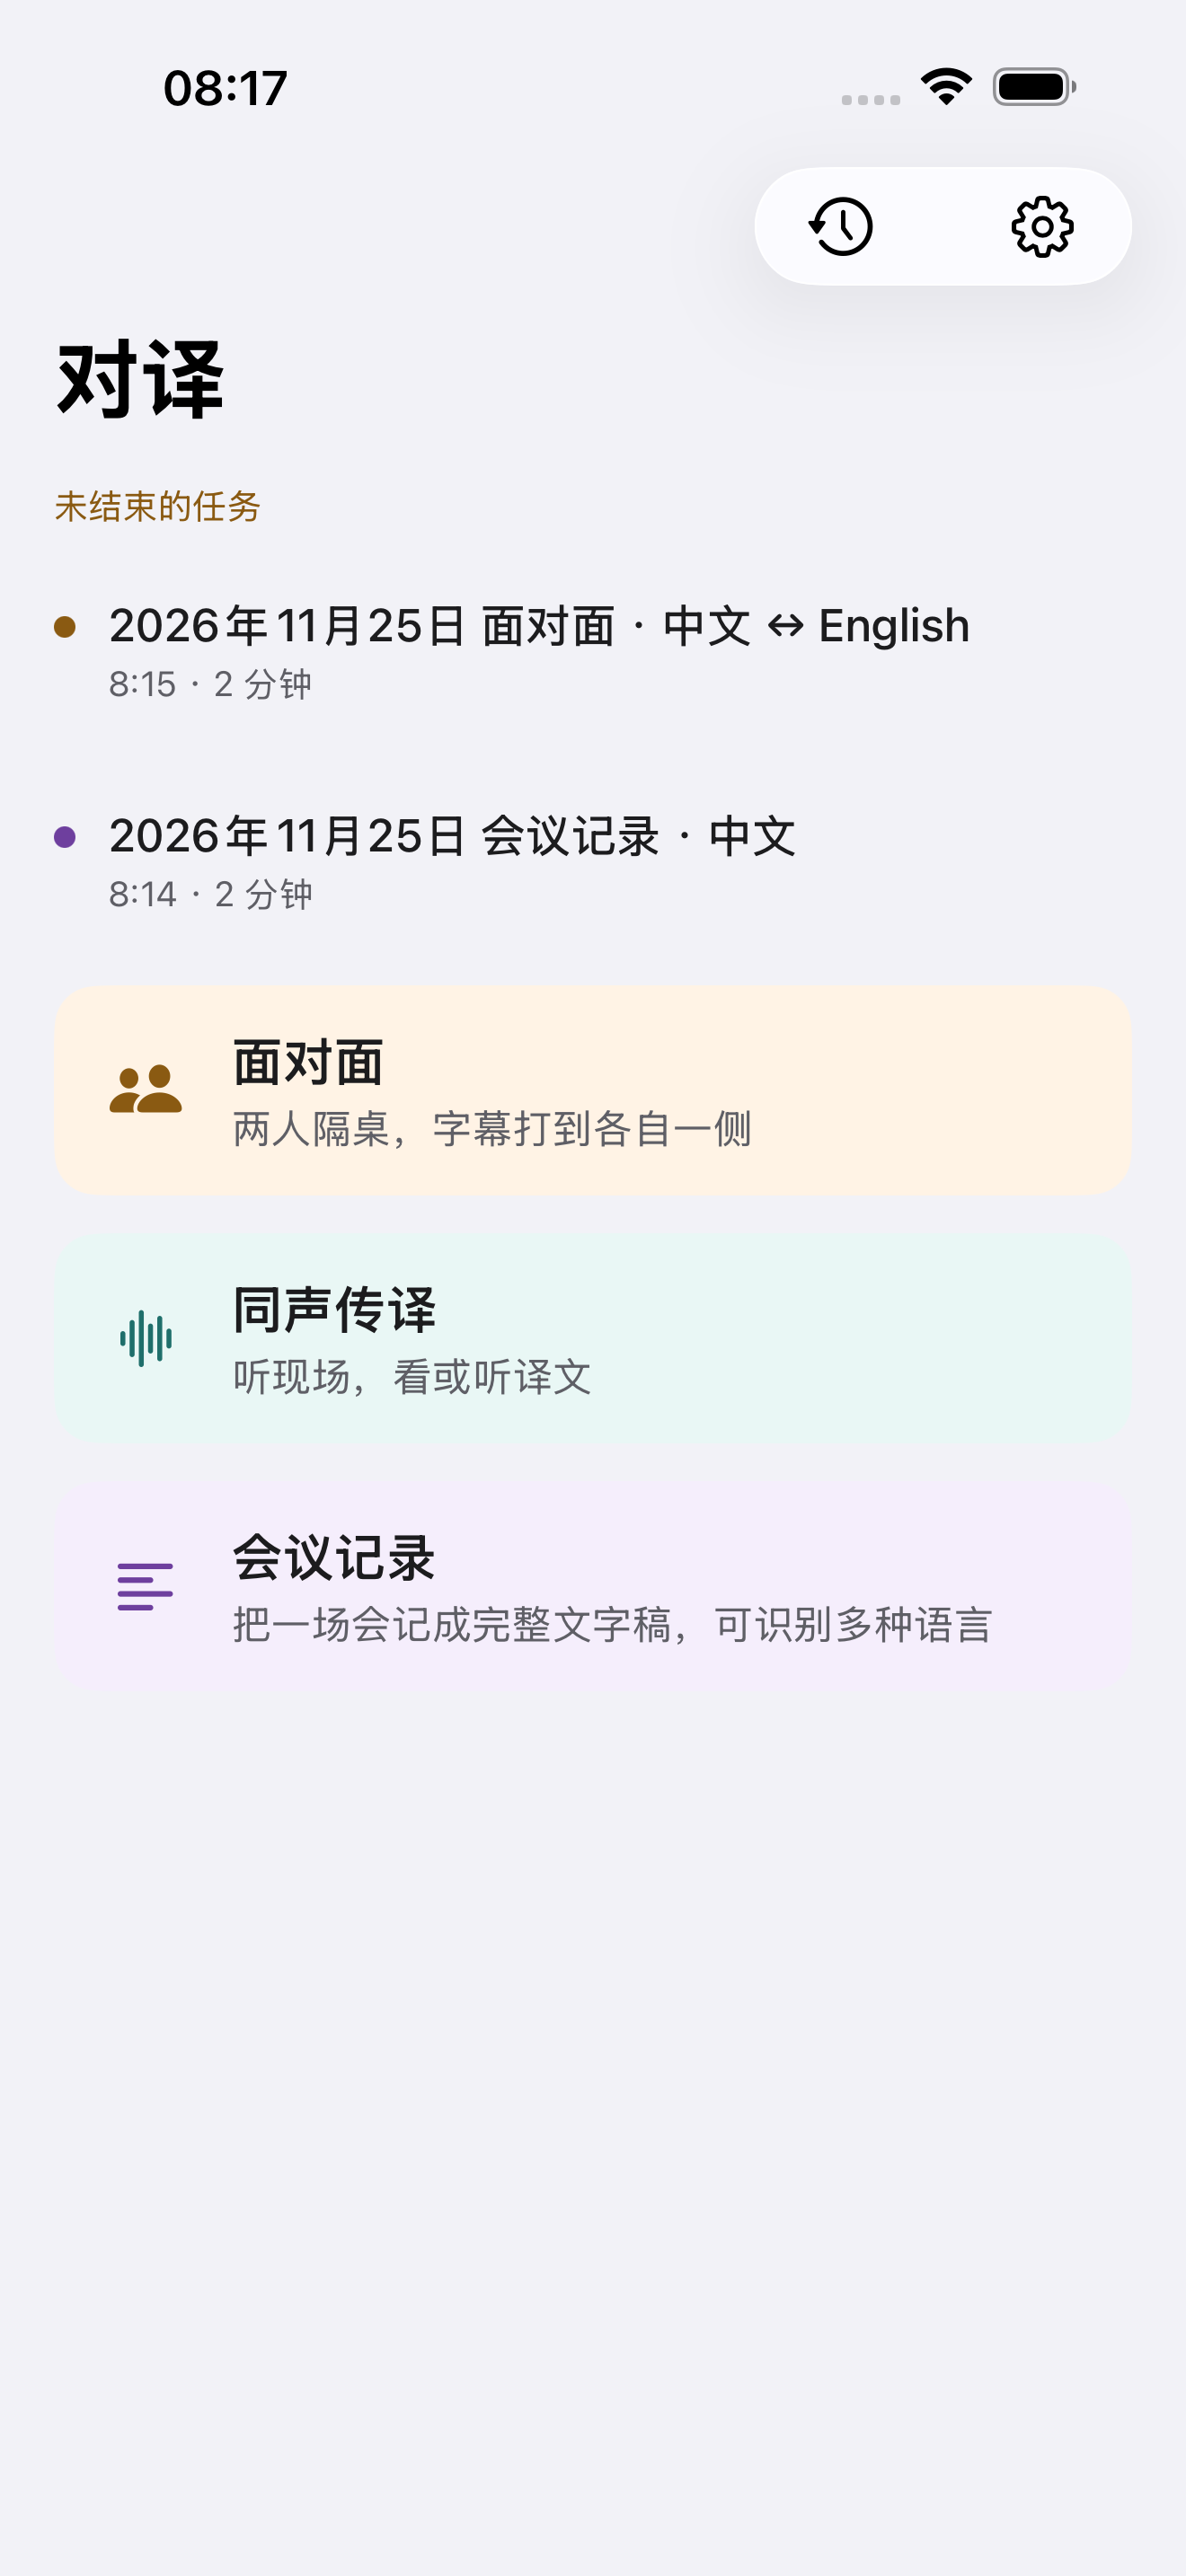 08:17
对译
未结束的任务
2026年11月25日 面对面 · 中文 ↔ English
8:15 · 2 分钟
2026年11月25日 会议记录 · 中文
8:14 · 2 分钟
面对面
两人隔桌，字幕打到各自一侧
同声传译
听现场，看或听译文
会议记录
把一场会记成完整文字稿，可识别多种语言